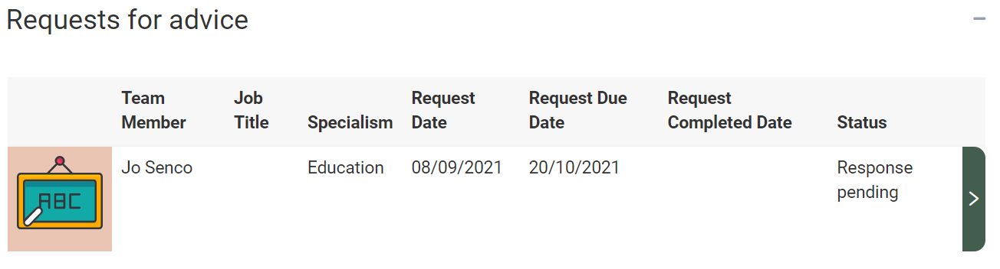 Requests for advice
Team Member
Job Title
Specialism
Request Date
Request Due Date
Request Completed Date
Status
ABC
Jo Senco
Education
08/09/2021
20/10/2021
Response pending